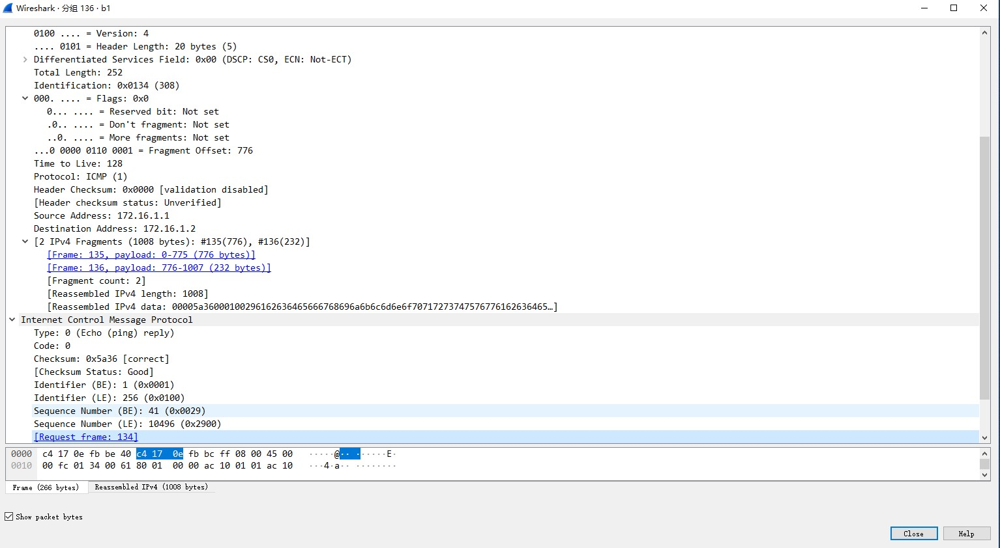 Wireshark · 分组 136 · b1
0100 .... = Version: 4
.... 0101 = Header Length: 20 bytes (5)
Differentiated Services Field: 0x00 (DSCP: CS0, ECN: Not-ECT)
Total Length: 252
Identification: 0x0134 (308)
000. .... = Flags: 0x0
0... .... = Reserved bit: Not set
.0.. .... = Don't fragment: Not set
..0. .... = More fragments: Not set
...0 0000 0110 0001 = Fragment Offset: 776
Time to Live: 128
Protocol: ICMP (1)
Header Checksum: 0x0000 [validation disabled]
[Header checksum status: Unverified]
Source Address: 172.16.1.1
Destination Address: 172.16.1.2
[2 IPv4 Fragments (1008 bytes): #135(776), #136(232)]
[Frame: 135, payload: 0-775 (776 bytes)]
[Frame: 136, payload: 776-1007 (232 bytes)]
[Fragment count: 2]
[Reassembled IPv4 length: 1008]
[Reassembled IPv4 data: 00005a36000100296162636465666768696a6b6c6d6e6f7071727374757677616263646​5…]
Internet Control Message Protocol
Type: 0 (Echo (ping) reply)
Code: 0
Checksum: 0x5a36 [correct]
[Checksum Status: Good]
Identifier (BE): 1 (0x0001)
Identifier (LE): 256 (0x0100)
Sequence Number (BE): 41 (0x0029)
Sequence Number (LE): 10496 (0x2900)
[Request frame: 134]
0000 c4 17 0e fb be 40 c4 17 0e fb bc ff 08 00 45 00 ·····@·· ······E·
0010 00 fc 01 34 00 61 80 01 00 00 ac 10 01 01 ac 10 ···4·a·· ········
Frame (266 bytes) Reassembled IPv4 (1008 bytes)
Show packet bytes
Close Help